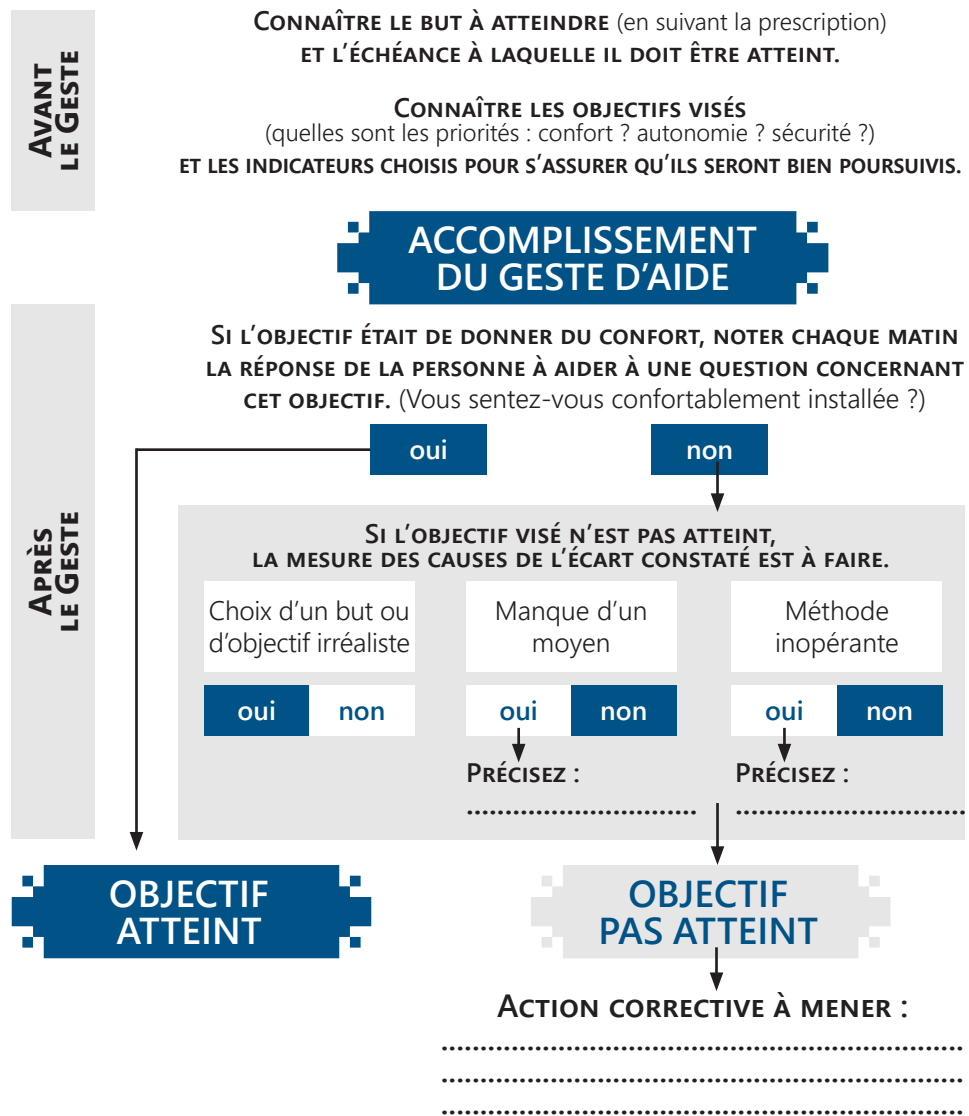 AVANT
LE GESTE
CONNAÎTRE LE BUT À ATTEINDRE (en suivant la prescription)
ET L'ÉCHÉANCE À LAQUELLE IL DOIT ÊTRE ATTEINT.
CONNAÎTRE LES OBJECTIFS VISÉS
(quelles sont les priorités : confort ? autonomie ? sécurité ?)
ET LES INDICATEURS CHOISIS POUR S'ASSURER QU'ILS SERONT BIEN POURSUIVIS.
ACCOMPLISSEMENT
DU GESTE D'AIDE
APRÈS
LE GESTE
SI L'OBJECTIF ÉTAIT DE DONNER DU CONFORT, NOTER CHAQUE MATIN
LA RÉPONSE DE LA PERSONNE À AIDER À UNE QUESTION CONCERNANT
CET OBJECTIF. (Vous sentez-vous confortablement installée ?)
oui non
SI L'OBJECTIF VISÉ N'EST PAS ATTEINT,
LA MESURE DES CAUSES DE L'ÉCART CONSTATÉ EST À FAIRE.
Choix d'un but ou
d'objectif irréaliste
oui non
Manque d'un
moyen
oui non
PRÉCISEZ :
..............................
Méthode
inopérante
oui non
PRÉCISEZ :
..............................
OBJECTIF
ATTEINT
OBJECTIF
PAS ATTEINT
ACTION CORRECTIVE À MENER :
....................................................................
....................................................................
....................................................................